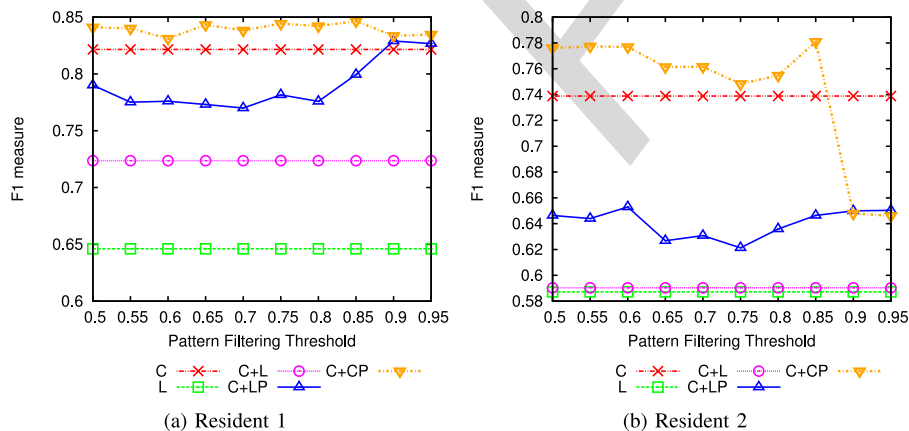 0.85
0.8
0.75
0.7
0.65
0.6
F1 measure
0.5 0.55 0.6 0.65 0.7 0.75 0.8 0.85 0.9 0.95
Pattern Filtering Threshold
C C+L C+CP
L C+LP
(a) Resident 1
0.8
0.78
0.76
0.74
0.72
0.7
0.68
0.66
0.64
0.62
0.6
0.58
F1 measure
0.5 0.55 0.6 0.65 0.7 0.75 0.8 0.85 0.9 0.95
Pattern Filtering Threshold
C C+L C+CP
L C+LP
(b) Resident 2